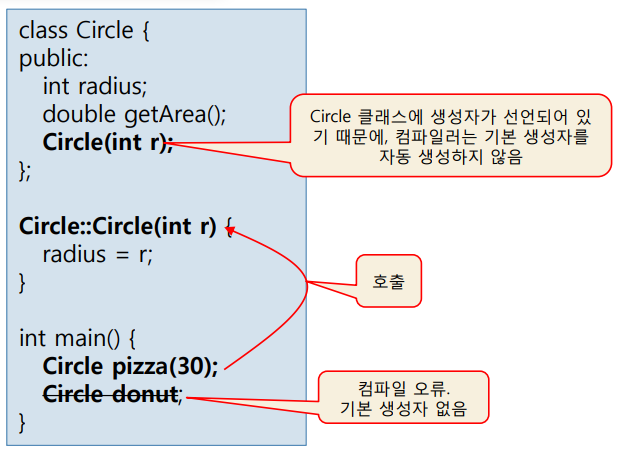 class Circle {
public:
int radius;
double getArea();
Circle(int r);
};
Circle 클래스에 생성자가 선언되어 있
기 때문에, 컴파일러는 기본 생성자를
자동 생성하지 않음
Circle::Circle(int r) {
radius = r;
}
호출
int main() {
Circle pizza(30);
Circle donut;
}
컴파일 오류.
기본 생성자 없음